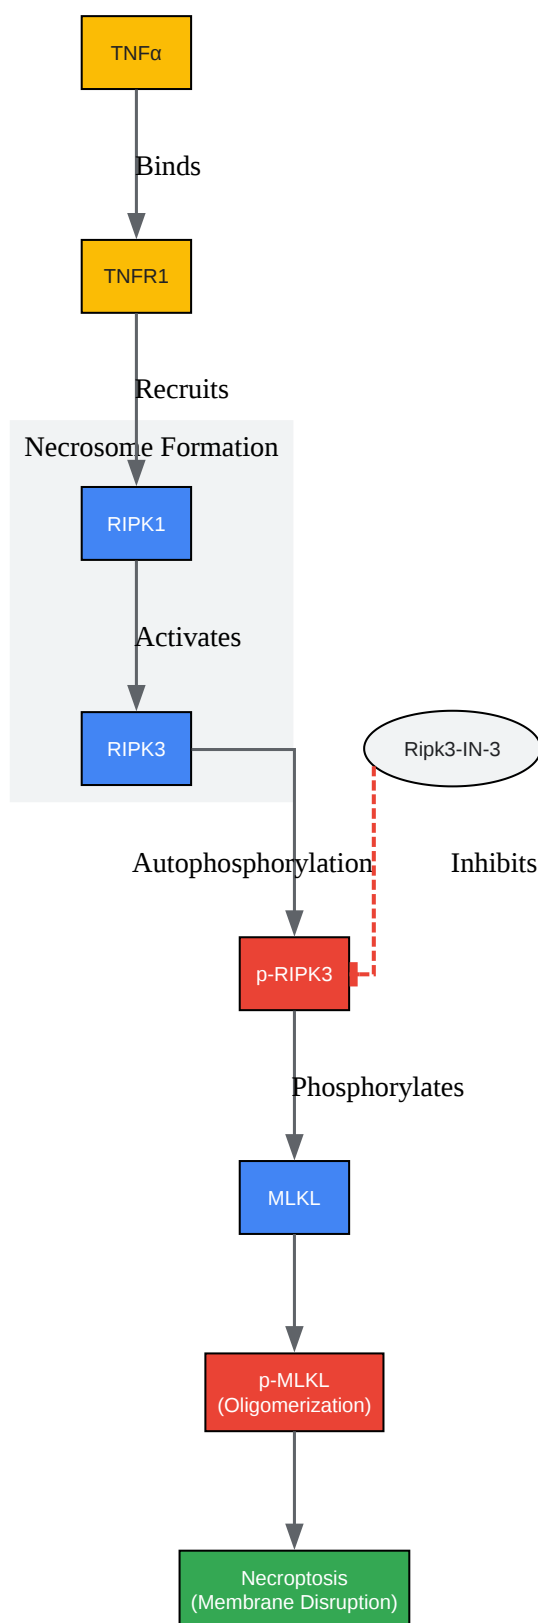 TNFα
Binds
TNFR1
Recruits
Necrosome Formation
RIPK1
Activates
RIPK3
Ripk3-IN-3
Autophosphorylation
Inhibits
p-RIPK3
Phosphorylates
MLKL
p-MLKL
(Oligomerization)
Necroptosis
(Membrane Disruption)